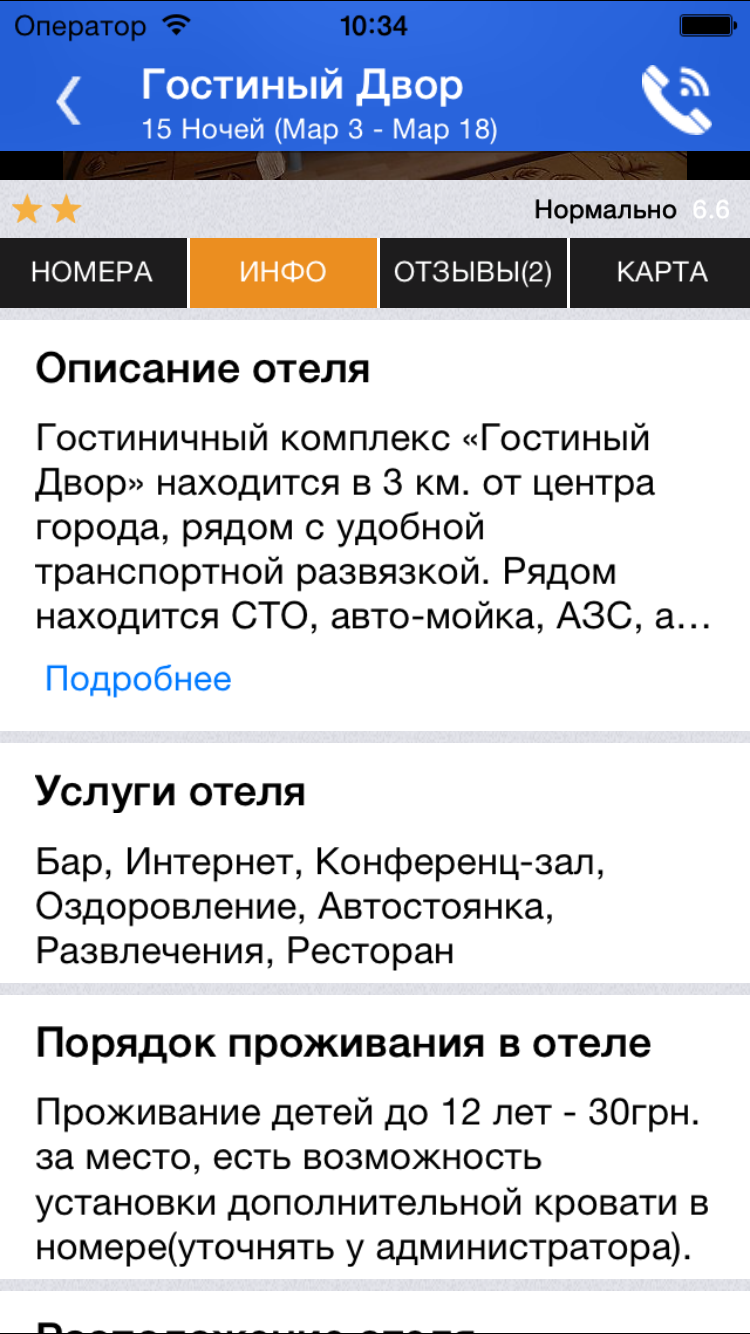 Оператор 10:34
Гостиный Двор
15 Ночей (Мар 3 - Мар 18)
Нормально 6.6
НОМЕРА ИНФО ОТЗЫВЫ(2) КАРТА
Описание отеля
Гостиничный комплекс «Гостиный
Двор» находится в 3 км. от центра
города, рядом с удобной
транспортной развязкой. Рядом
находится СТО, авто-мойка, АЗС, а...
Подробнее
Услуги отеля
Бар, Интернет, Конференц-зал,
Оздоровление, Автостоянка,
Развлечения, Ресторан
Порядок проживания в отеле
Проживание детей до 12 лет - 30грн.
за место, есть возможность
установки дополнительной кровати в
номере(уточнять у администратора).
Расположение отеля